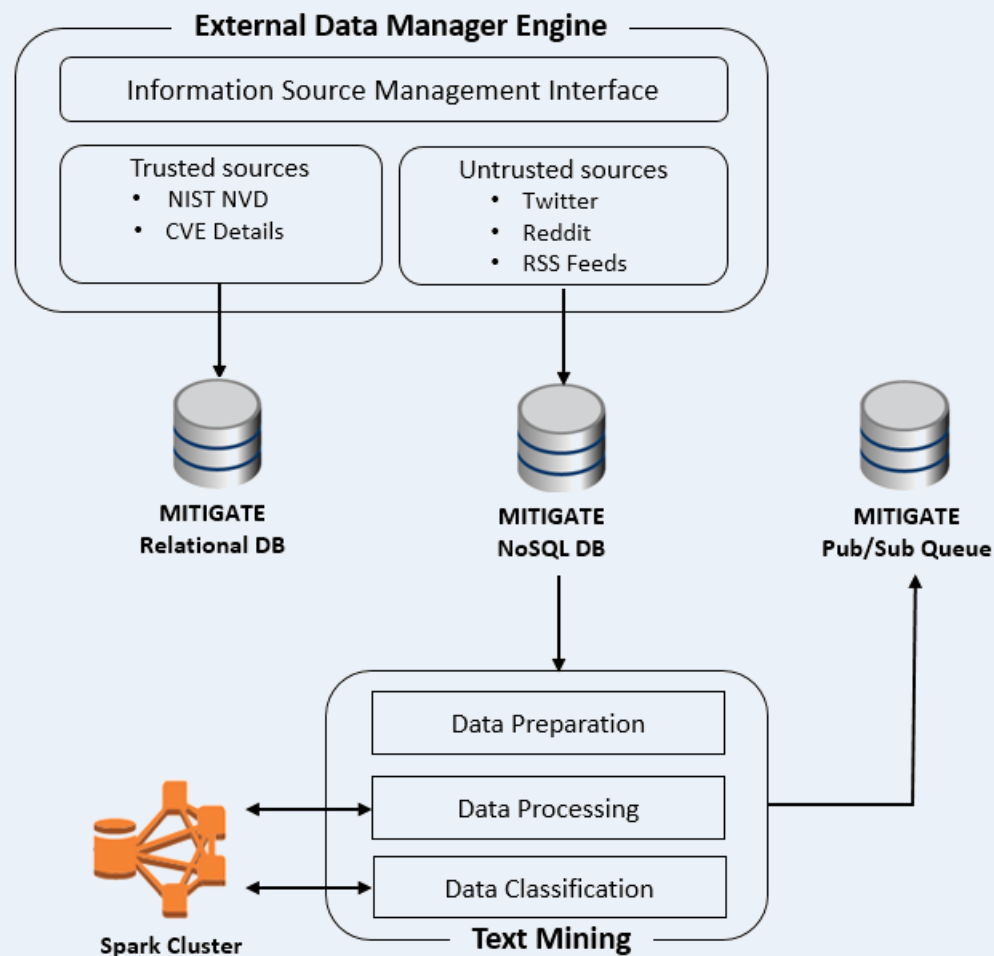 External Data Manager Engine
Information Source Management Interface
Trusted sources
• NIST NVD
• CVE Details
Untrusted sources
• Twitter
• Reddit
• RSS Feeds
MITIGATE
Relational DB
MITIGATE
NoSQL DB
MITIGATE
Pub/Sub Queue
Data Preparation
Data Processing
Data Classification
Text Mining
Spark Cluster